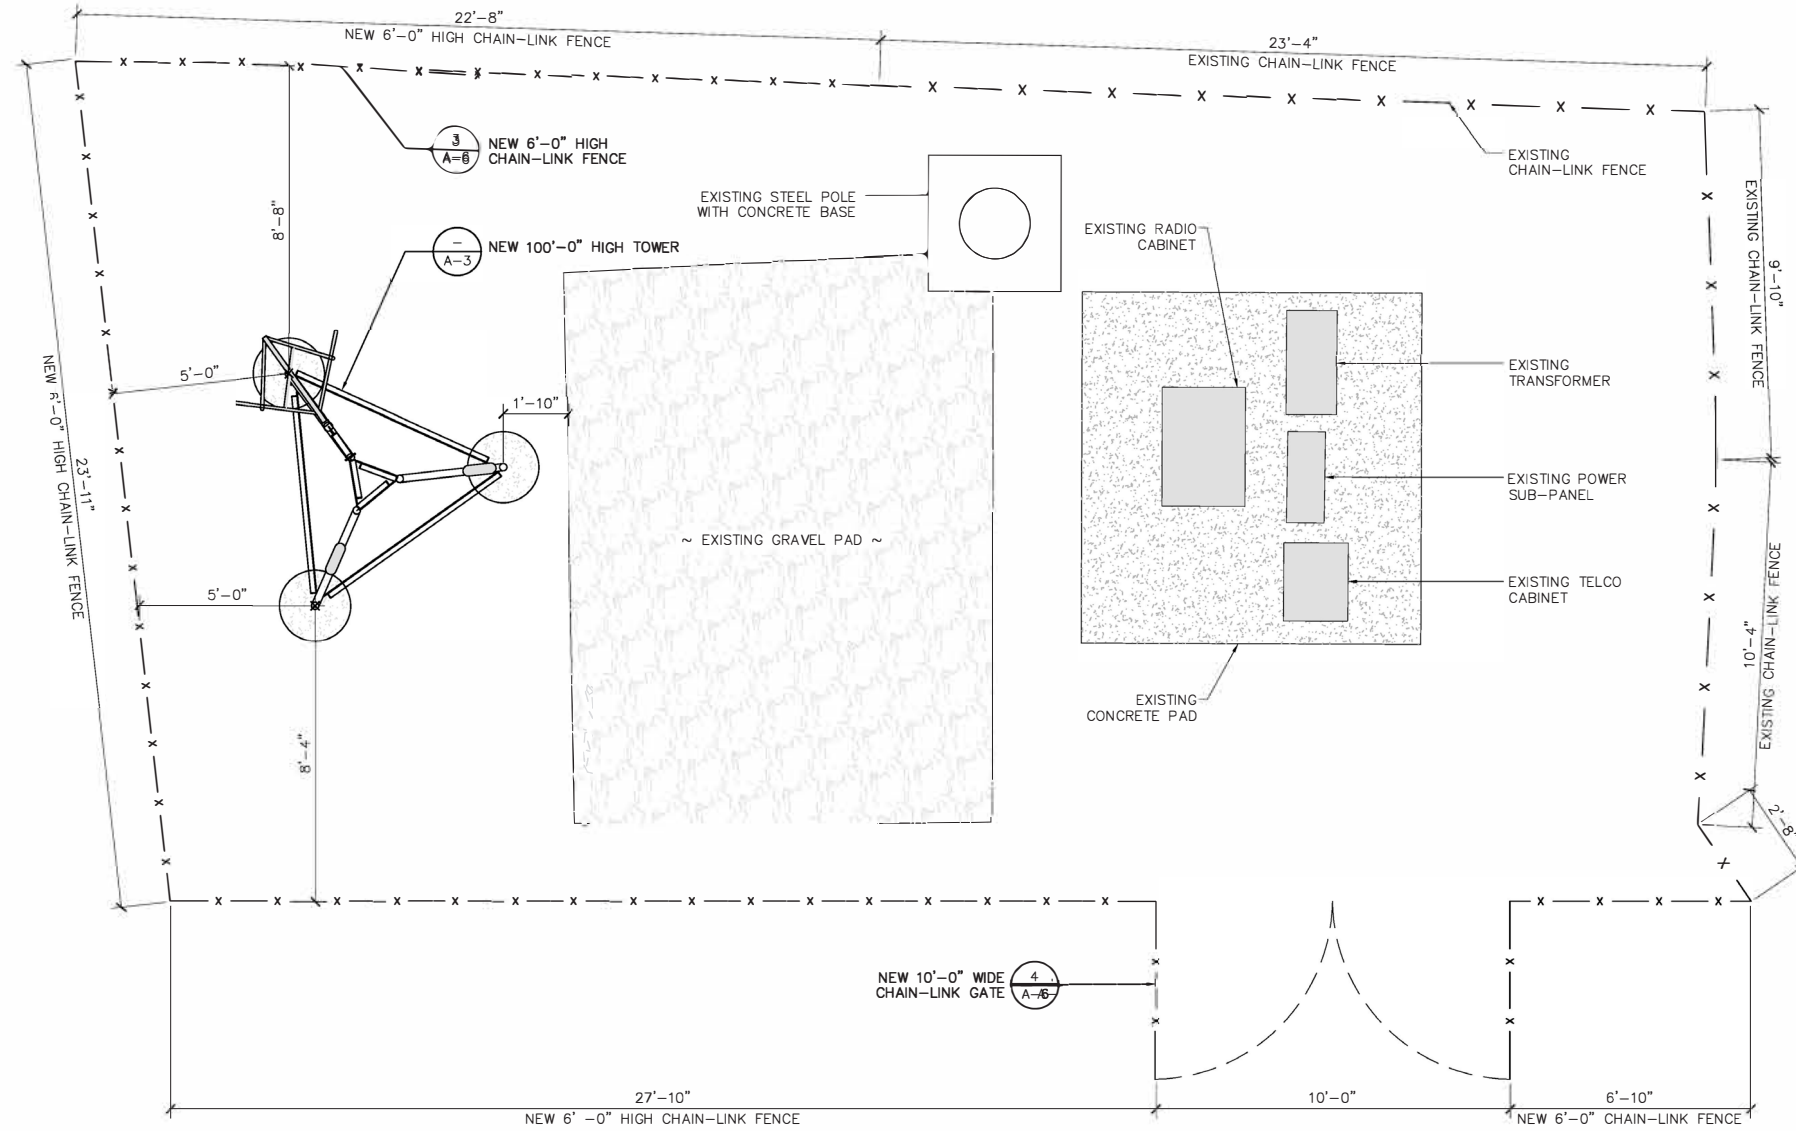 22'-8"
NEW 6'-0" HIGH CHAIN-LINK FENCE
23'-4"
EXISTING CHAIN-LINK FENCE
3
NEW 6'-0" HIGH
CHAIN-LINK FENCE
EXISTING
CHAIN-LINK FENCE
EXISTING STEEL POLE
WITH CONCRETE BASE
8'-8"
-
A-3
NEW 100'-0" HIGH TOWER
EXISTING RADIO
CABINET
EXISTING CHAIN-LINK FENCE
9'-10"
5'-0"
1'-10"
EXISTING
TRANSFORMER
NEW 6'-0" HIGH CHAIN-LINK FENCE
23'-11"
EXISTING POWER
SUB-PANEL
~ EXISTING GRAVEL PAD ~
5'-0"
EXISTING TELCO
CABINET
10'-4"
EXISTING CHAIN-LINK FENCE
EXISTING
CONCRETE PAD
8'-4"
2'-8"
NEW 10'-0" WIDE
CHAIN-LINK GATE
4
27'-10"
NEW 6' -0" HIGH CHAIN-LINK FENCE
10'-0"
6'-10"
NEW 6'-0" CHAIN-LINK FENCE